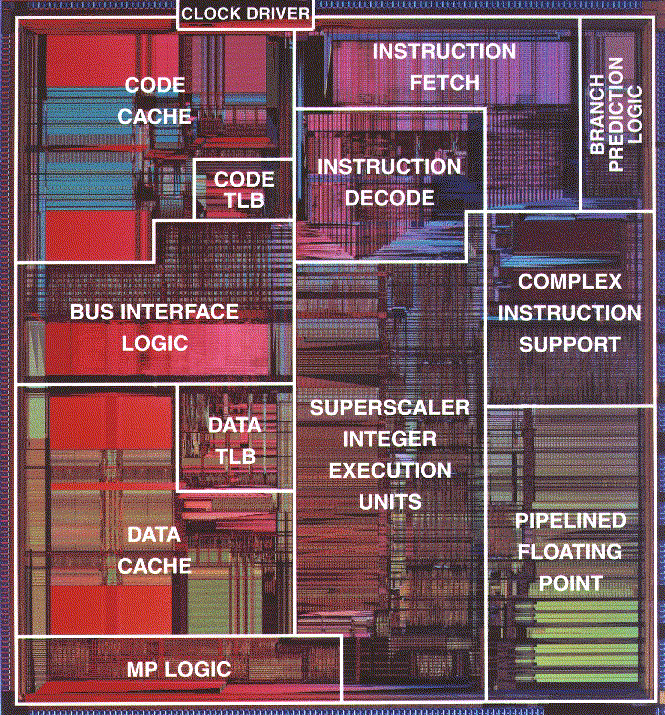 CLOCK DRIVER
CODE
CACHE
INSTRUCTION
FETCH
BRANCH
PREDICTION
LOGIC
CODE
TLB
INSTRUCTION
DECODE
BUS INTERFACE
LOGIC
COMPLEX
INSTRUCTION
SUPPORT
DATA
TLB
SUPERSCALER
INTEGER
EXECUTION
UNITS
DATA
CACHE
PIPELINED
FLOATING
POINT
MP LOGIC